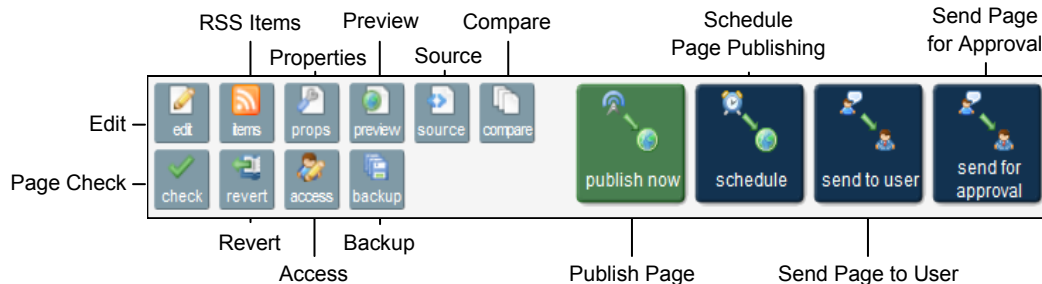 RSS Items
Preview
Compare
Schedule
Page Publishing
Send Page
for Approval
Properties
Source
Edit
edit
items
props
preview
source
compare
publish now
schedule
send to user
send for
approval
Page Check
check
revert
access
backup
Revert
Backup
Access
Publish Page
Send Page to User